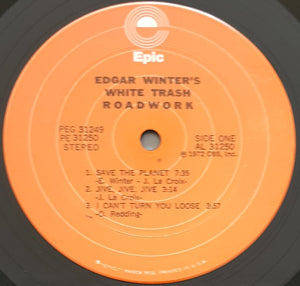 Epic
EDGAR WINTER'S
WHITE TRASH
ROADWORK
PEG 31249
PE 31250
STEREO
SIDE ONE
AL 31250
℗ 1972 CBS, Inc.
1. SAVE THE PLANET 7:35
-E. Winter - J. La Croix-
2. JIVE, JIVE, JIVE 3:14
-J. La Croix-
3. I CAN'T TURN YOU LOOSE 3:57
-O. Redding-